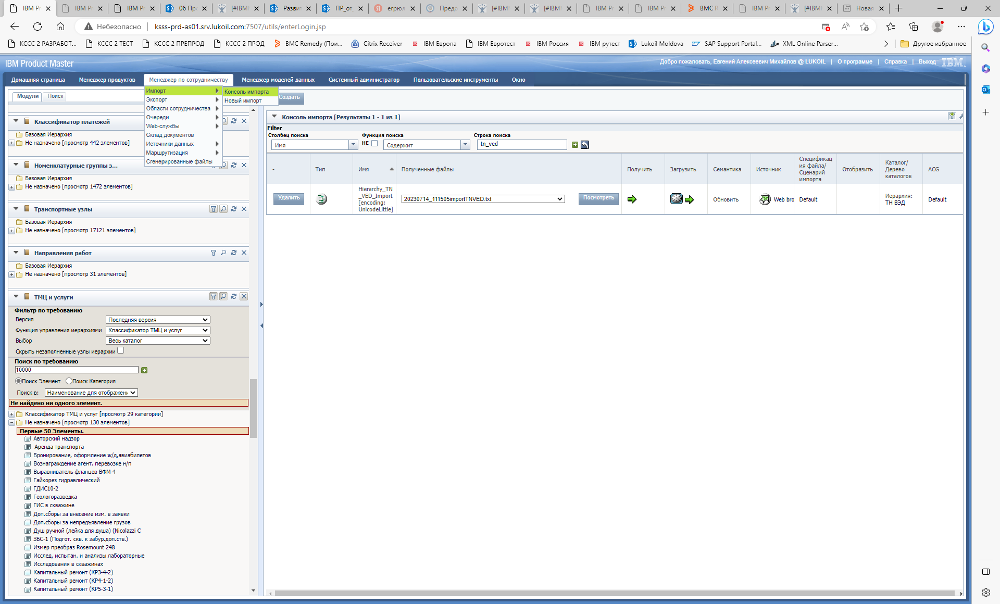 IBM Pr
IBM Pr
IBM Pr
06 Пр
[#IBMI
Развит
ПР_от_
егрюл
Предо
[#IBMI
[#IBMI
IBM Pr
IBM Pr
BMC R
IBM Pr
[#IBMI
Новая
Небезопасно
ksss-prd-as01.srv.lukoil.com:7507/utils/enterLogin.jsp
КССС 2 РАЗРАБОТ...
КССС 2 ТЕСТ
КССС 2 ПРЕПРОД
КССС 2 ПРОД
BMC Remedy (Пои...
Citrix Receiver
IBM Европа
IBM Евротест
IBM Россия
IBM рутест
Lukoil Moldova
SAP Support Portal...
XML Online Parser...
Другое избранное
IBM Product Master
Добро пожаловать, Евгений Алексеевич Михайлов @ LUKOIL | О программе | Справка | Выход
IBM
Домашняя страница
Менеджер продуктов
Менеджер по сотрудничеству
Менеджер моделей данных
Системный администратор
Пользовательские инструменты
Окно
Импорт
Экспорт
Области сотрудничества
Очереди
Web-службы
Склад документов
Источники данных
Маршрутизация
Сгенерированные файлы
Консоль импорта
Новый импорт
Создать
Модули
Поиск
Классификатор платежей
Базовая Иерархия
Не назначено [просмотр 442 элементов]
Номенклатурные группы з...
Базовая Иерархия
Не назначено [просмотр 1472 элементов]
Транспортные узлы
Базовая Иерархия
Не назначено [просмотр 17121 элементов]
Направления работ
Базовая Иерархия
Не назначено [просмотр 31 элементов]
ТМЦ и услуги
Фильтр по требованию
Версия
Последняя версия
Функция управления иерархиями
Классификатор ТМЦ и услуг
Выбор
Весь каталог
Скрыть незаполненные узлы иерархии
Поиск по требованию
10000
Поиск Элемент
Поиск Категория
Поиск в:
Наименование для отображени
Не найдено ни одного элемент.
Классификатор ТМЦ и услуг [просмотр 29 категории]
Не назначено [просмотр 130 элементов]
Первые 50 Элементы.
Авторский надзор
Аренда транспорта
Бронирование, оформление ж/д,авиабилетов
Вознаграждение агент. перевозке н/п
Выравниватель фланцев ВФМ-4
Гайкорез гидравлический
ГДИС10-2
Геологоразведка
ГИС в скважине
Доп.сборы за внесение изм. в заявки
Доп.сборы за непредъявление грузов
Душ ручной (лейка для душа) (Nicolazzi C
ЗБС-1 (Подгот. скв. к забур.доп.ств.)
Измер преобраз Rosemount 248
Исслед, испытан. и анализы лабораторные
Исследования в скважинах
Капитальный ремонт (КР3-4-2)
Капитальный ремонт (КР4-1-2)
Капитальный ремонт (КР5-3-1)
Консоль импорта [Результаты 1 - 1 из 1]
Filter
Столбец поиска
Функция поиска
Строка поиска
Имя
НЕ
Содержит
tn_ved
-
Тип
Имя
Полученные файлы
Получить
Загрузить
Семантика
Источник
Спецификац
ия файла/
Сценарий
импорта
Отобразить
Каталог/
Дерево
каталогов
ACG
Удалить
Hierarchy_TN
_VED_Import
[encoding:
UnicodeLittle]
20230714_111505importTNVED.txt
Посмотреть
Обновить
Web bro
Default
Иерархия:
ТН ВЭД
Default